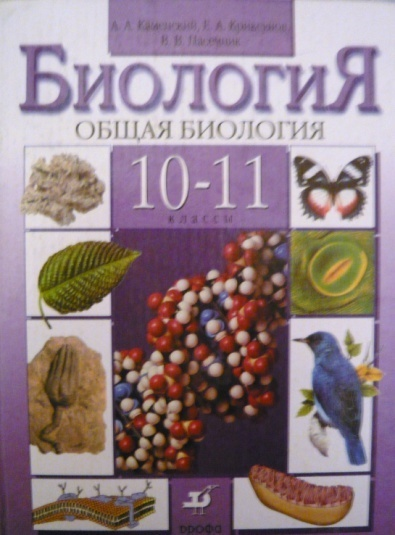 А. А. Каменский, Е. А. Криксунов,
В. В. Пасечник
Биология
ОБЩАЯ БИОЛОГИЯ
10-11
классы
дрофа